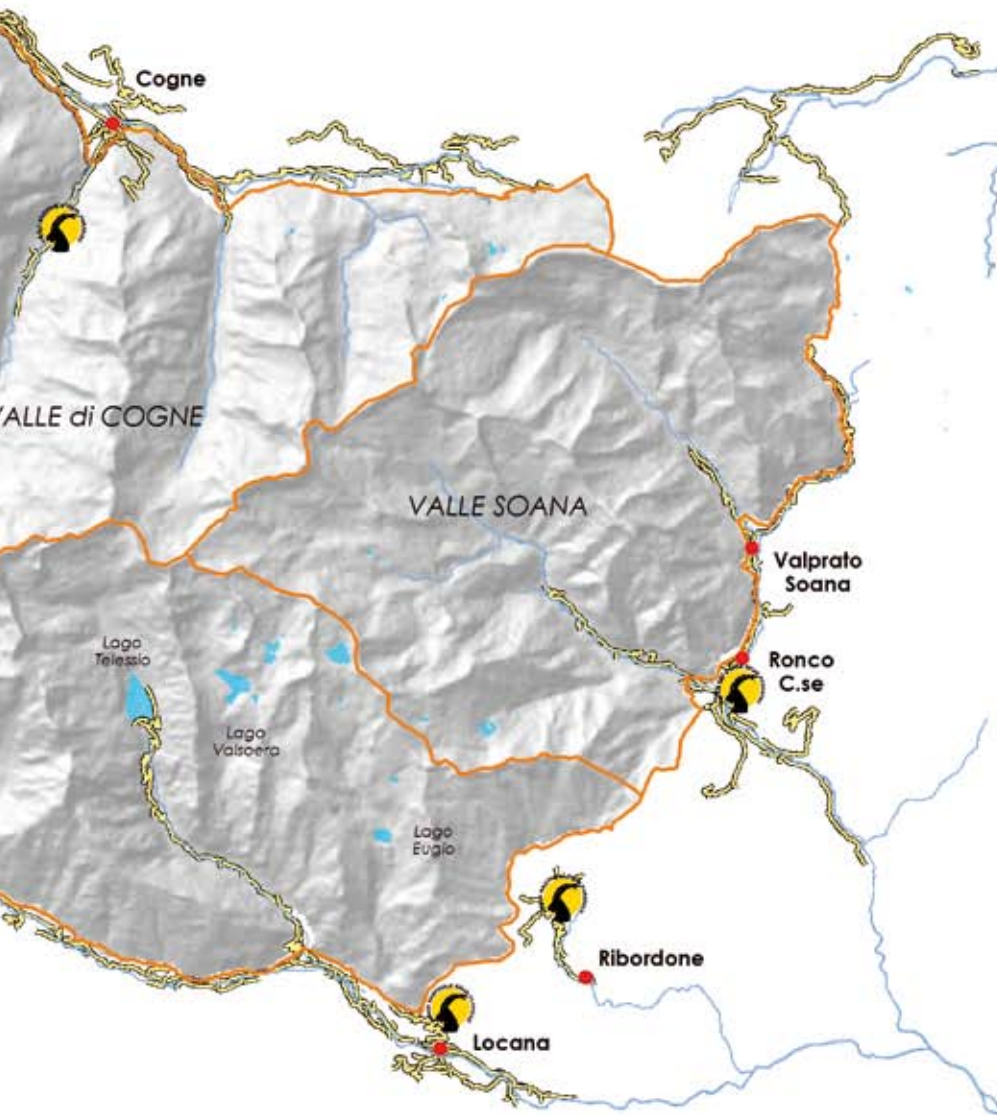 Cogne
VALLE di COGNE
VALLE SOANA
Valprato
Soana
Lago
Telessio
Ronco
C.se
Lago
Valsoera
Lago
Eugio
Ribordone
Locana